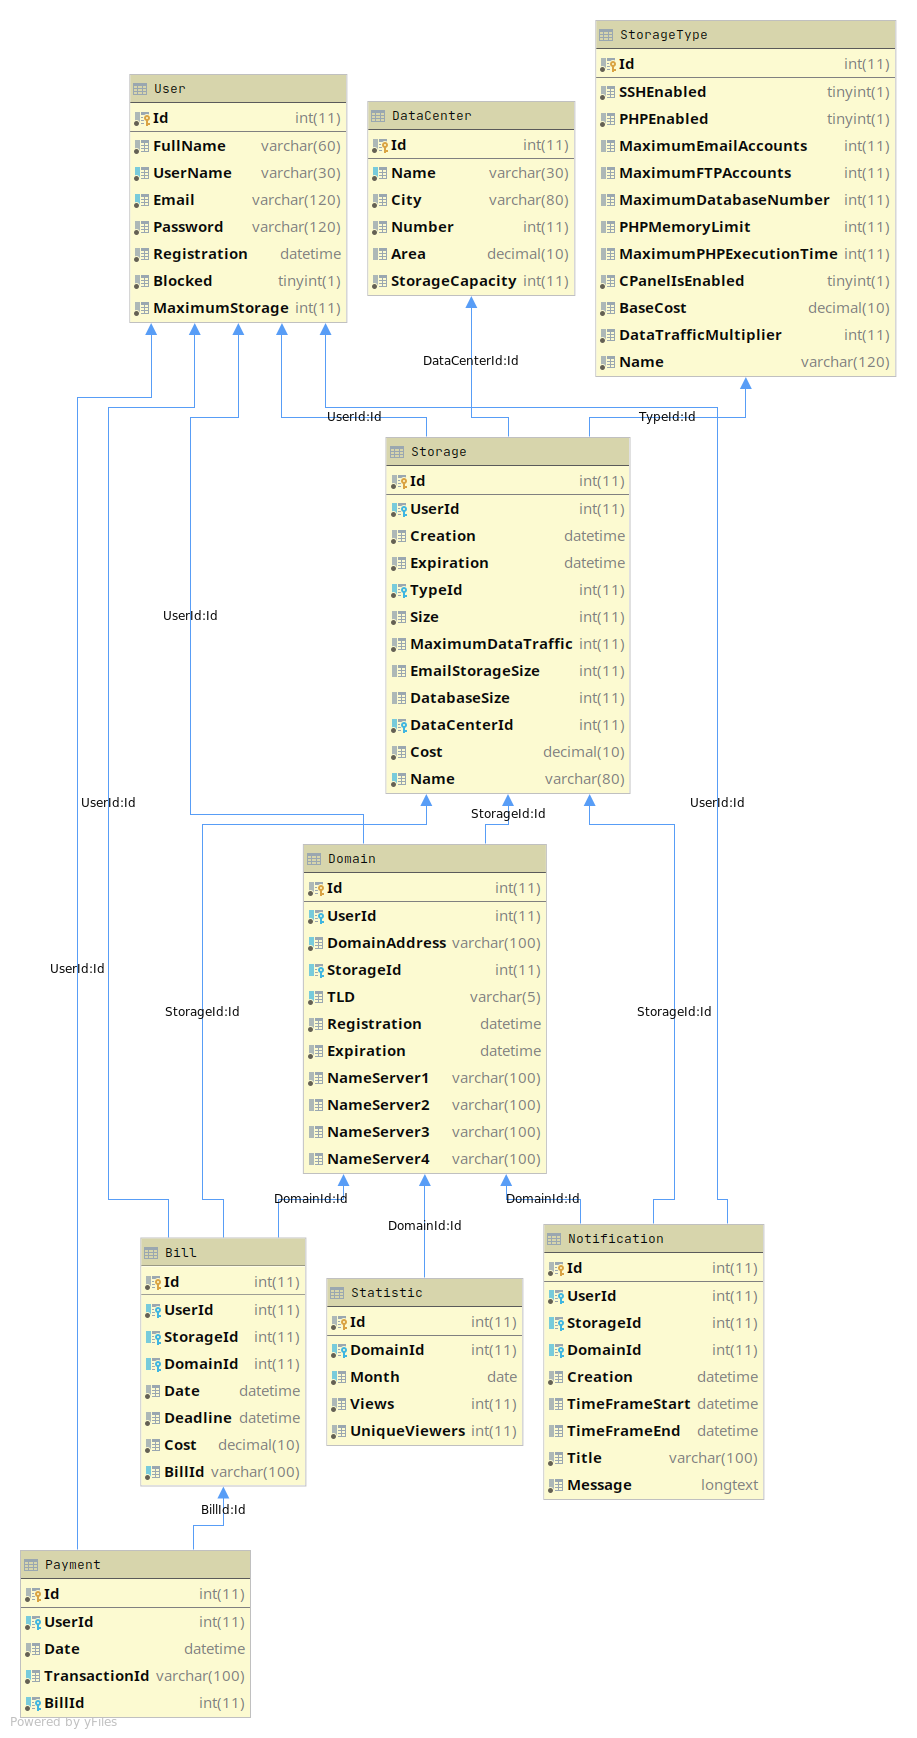 StorageType
Id int(11)
SSHEnabled tinyint(1)
PHPEnabled tinyint(1)
MaximumEmailAccounts int(11)
MaximumFTPAccounts int(11)
MaximumDatabaseNumber int(11)
PHPMemoryLimit int(11)
MaximumPHPExecutionTime int(11)
CPanelIsEnabled tinyint(1)
BaseCost decimal(10)
DataTrafficMultiplier int(11)
Name varchar(120)
User
Id int(11)
FullName varchar(60)
UserName varchar(30)
Email varchar(120)
Password varchar(120)
Registration datetime
Blocked tinyint(1)
MaximumStorage int(11)
DataCenter
Id int(11)
Name varchar(30)
City varchar(80)
Number int(11)
Area decimal(10)
StorageCapacity int(11)
DataCenterId:Id
UserId:Id
TypeId:Id
Storage
Id int(11)
UserId int(11)
Creation datetime
Expiration datetime
TypeId int(11)
Size int(11)
MaximumDataTraffic int(11)
EmailStorageSize int(11)
DatabaseSize int(11)
DataCenterId int(11)
Cost decimal(10)
Name varchar(80)
UserId:Id
UserId:Id
UserId:Id
StorageId:Id
Domain
Id int(11)
UserId int(11)
DomainAddress varchar(100)
StorageId int(11)
TLD varchar(5)
Registration datetime
Expiration datetime
NameServer1 varchar(100)
NameServer2 varchar(100)
NameServer3 varchar(100)
NameServer4 varchar(100)
UserId:Id
StorageId:Id
StorageId:Id
DomainId:Id
DomainId:Id
DomainId:Id
Bill
Id int(11)
UserId int(11)
StorageId int(11)
DomainId int(11)
Date datetime
Deadline datetime
Cost decimal(10)
BillId varchar(100)
Statistic
Id int(11)
DomainId int(11)
Month date
Views int(11)
UniqueViewers int(11)
Notification
Id int(11)
UserId int(11)
StorageId int(11)
DomainId int(11)
Creation datetime
TimeFrameStart datetime
TimeFrameEnd datetime
Title varchar(100)
Message longtext
BillId:Id
Payment
Id int(11)
UserId int(11)
Date datetime
TransactionId varchar(100)
BillId int(11)
Powered by yFiles